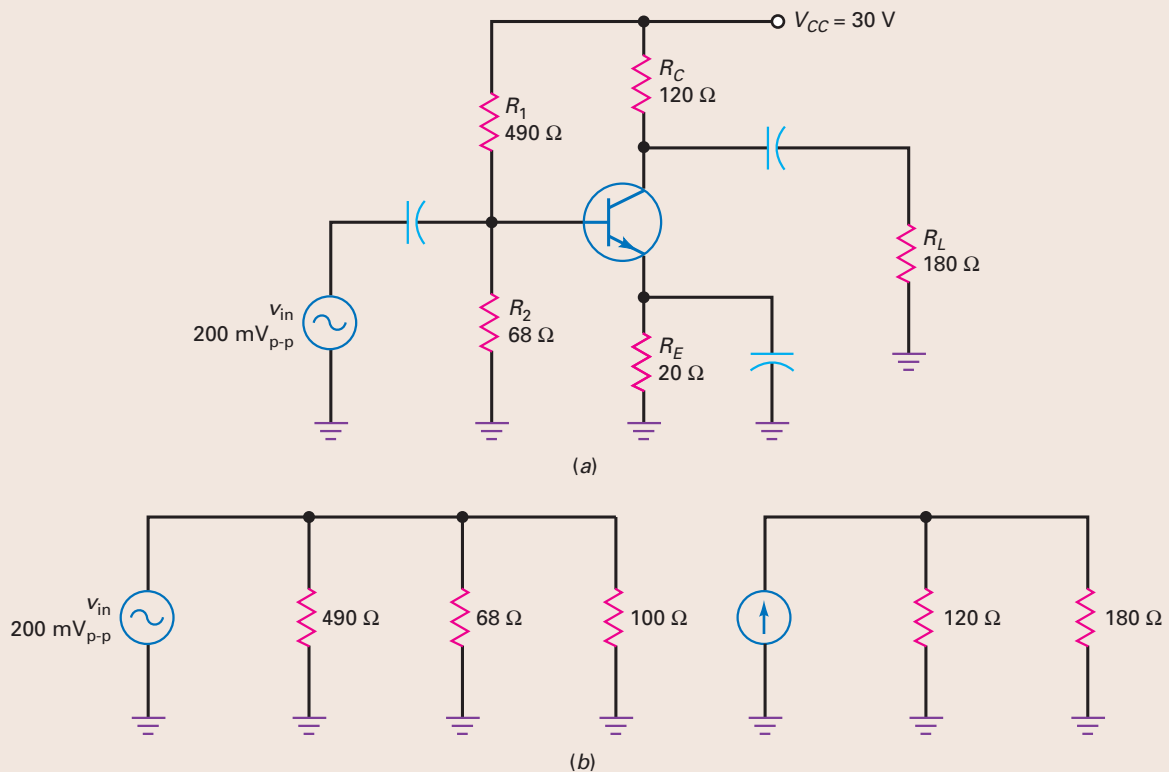 V_CC = 30 V
R_C
120 Ω
R_1
490 Ω
v_in
200 mV_p-p
R_2
68 Ω
R_E
20 Ω
R_L
180 Ω
(a)
v_in
200 mV_p-p
490 Ω
68 Ω
100 Ω
120 Ω
180 Ω
(b)